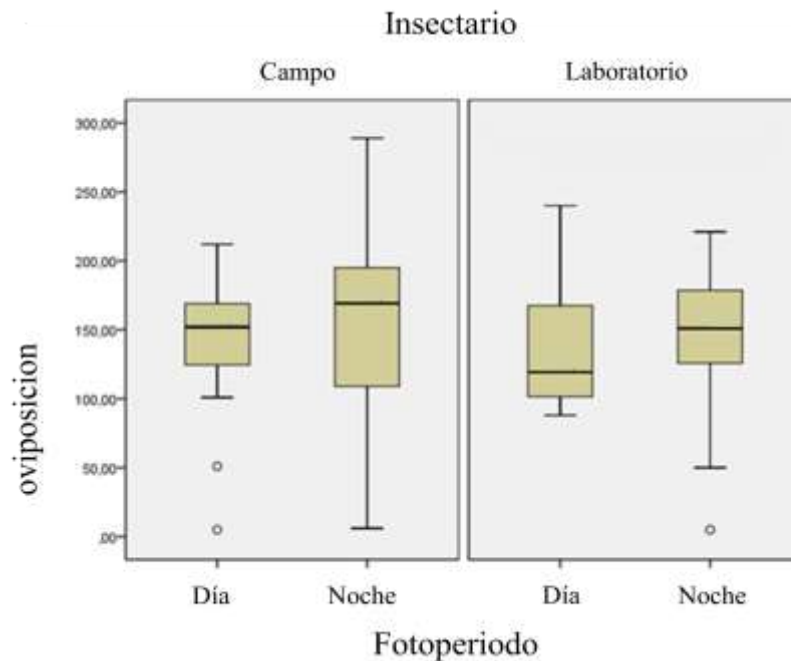 Insectario
Campo Laboratorio
300,00
250,00
200,00
150,00
100,00
50,00
,00
oviposicion
Día Noche Día Noche
Fotoperiodo